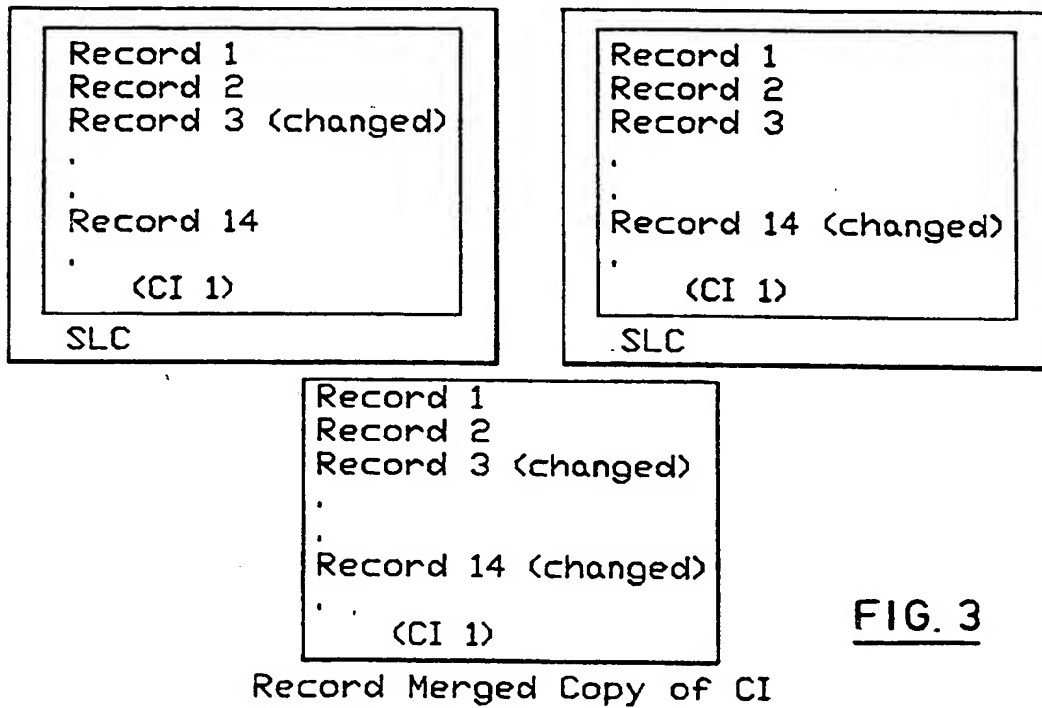 Record 1
Record 2
Record 3 (changed)
.
.
Record 14
.
(CI 1)
SLC
Record 1
Record 2
Record 3
.
.
Record 14 (changed)
.
(CI 1)
SLC
Record 1
Record 2
Record 3 (changed)
.
.
Record 14 (changed)
.
(CI 1)
Record Merged Copy of CI
FIG. 3